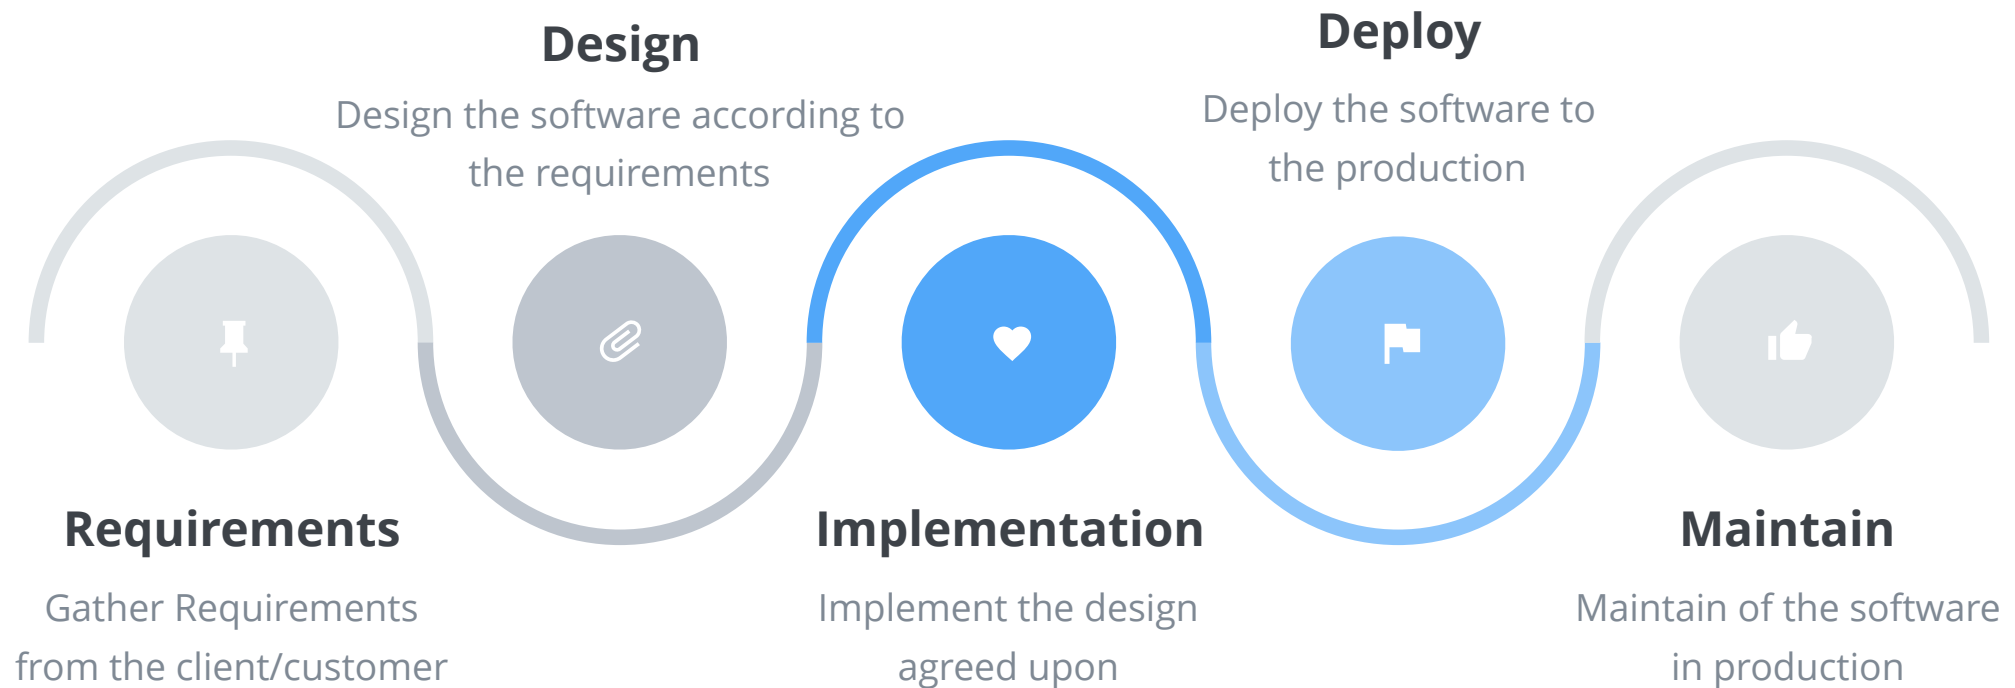 Requirements
Gather Requirements
from the client/customer
Design
Design the software according to
the requirements
Implementation
Implement the design
agreed upon
Deploy
Deploy the software to
the production
Maintain
Maintain of the software
in production